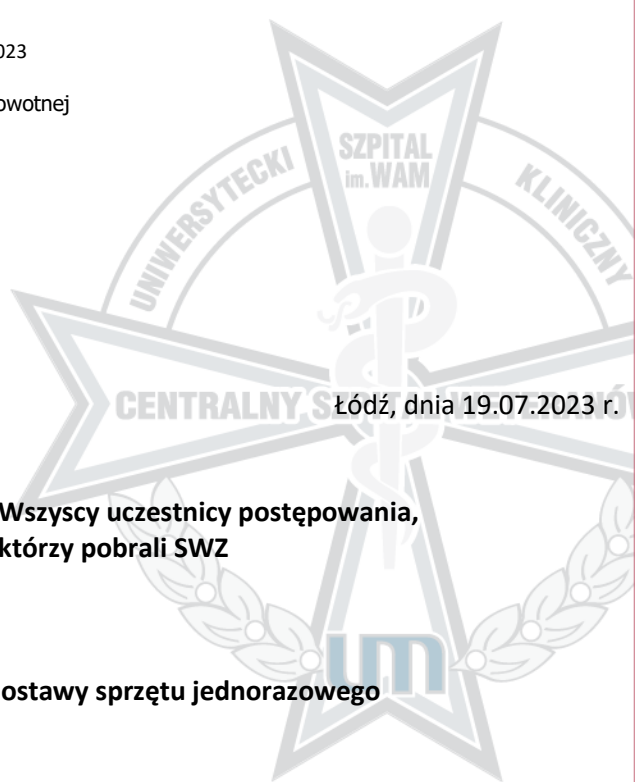 023
owotnej
SZPITAL
im. WAM
UNIWERSYTECKI
KLINICZNY
CENTRALNY S
Łódź, dnia 19.07.2023 r.
Wszyscy uczestnicy postępowania,
którzy pobrali SWZ
um
ostawy sprzętu jednorazowego